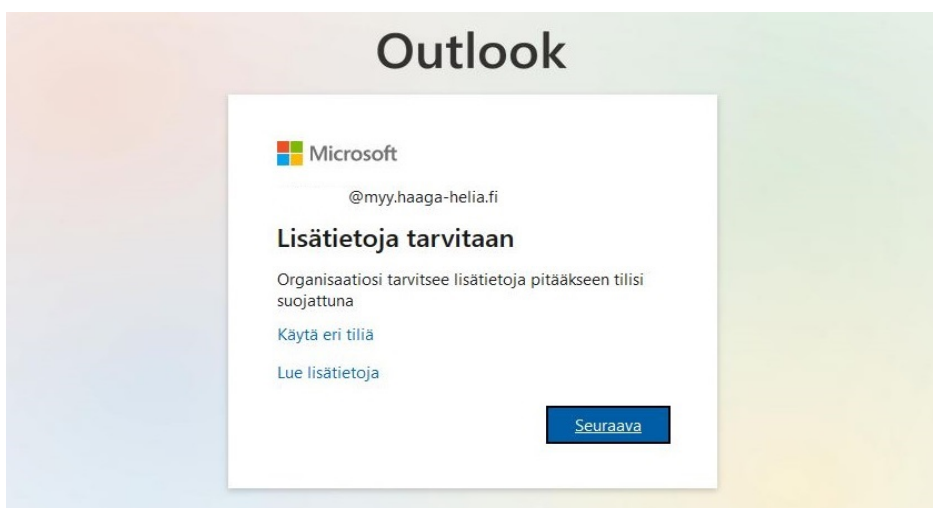 Outlook
Microsoft
@myy.haaga-helia.fi
Lisätietoja tarvitaan
Organisaatiosi tarvitsee lisätietoja pitääkseen tilisi
suojattuna
Käytä eri tiliä
Lue lisätietoja
Seuraava